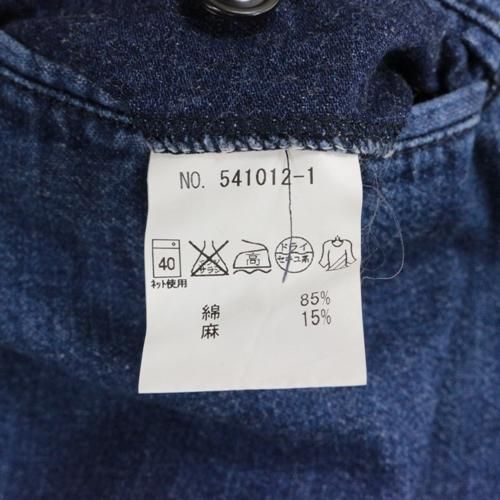 NO. 541012-1
40 エンソサラシ 高 ドライ セキユ系
ネット使用
綿 85%
麻 15%